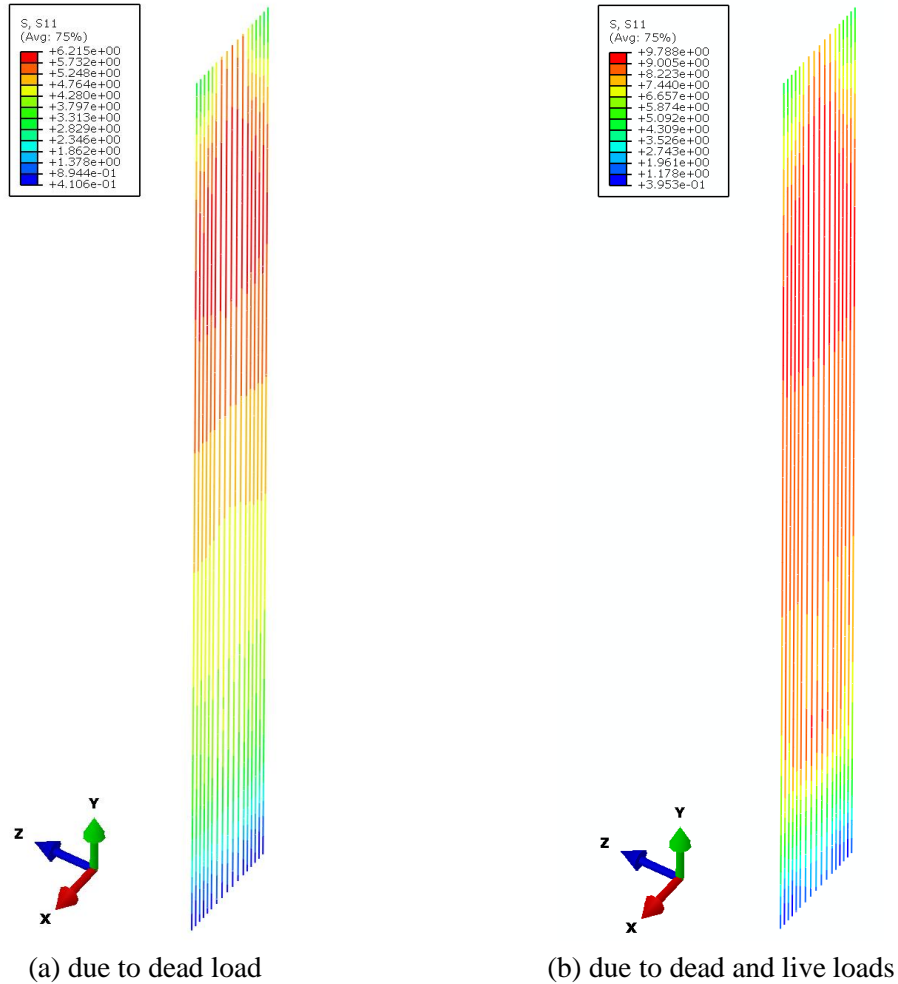 S, S11
(Avg: 75%)
+6.215e+00
+5.732e+00
+5.248e+00
+4.764e+00
+4.280e+00
+3.797e+00
+3.313e+00
+2.829e+00
+2.346e+00
+1.862e+00
+1.378e+00
+8.944e-01
+4.106e-01
Y
Z
X
(a) due to dead load
S, S11
(Avg: 75%)
+9.788e+00
+9.005e+00
+8.223e+00
+7.440e+00
+6.657e+00
+5.874e+00
+5.092e+00
+4.309e+00
+3.526e+00
+2.743e+00
+1.961e+00
+1.178e+00
+3.953e-01
Y
Z
X
(b) due to dead and live loads